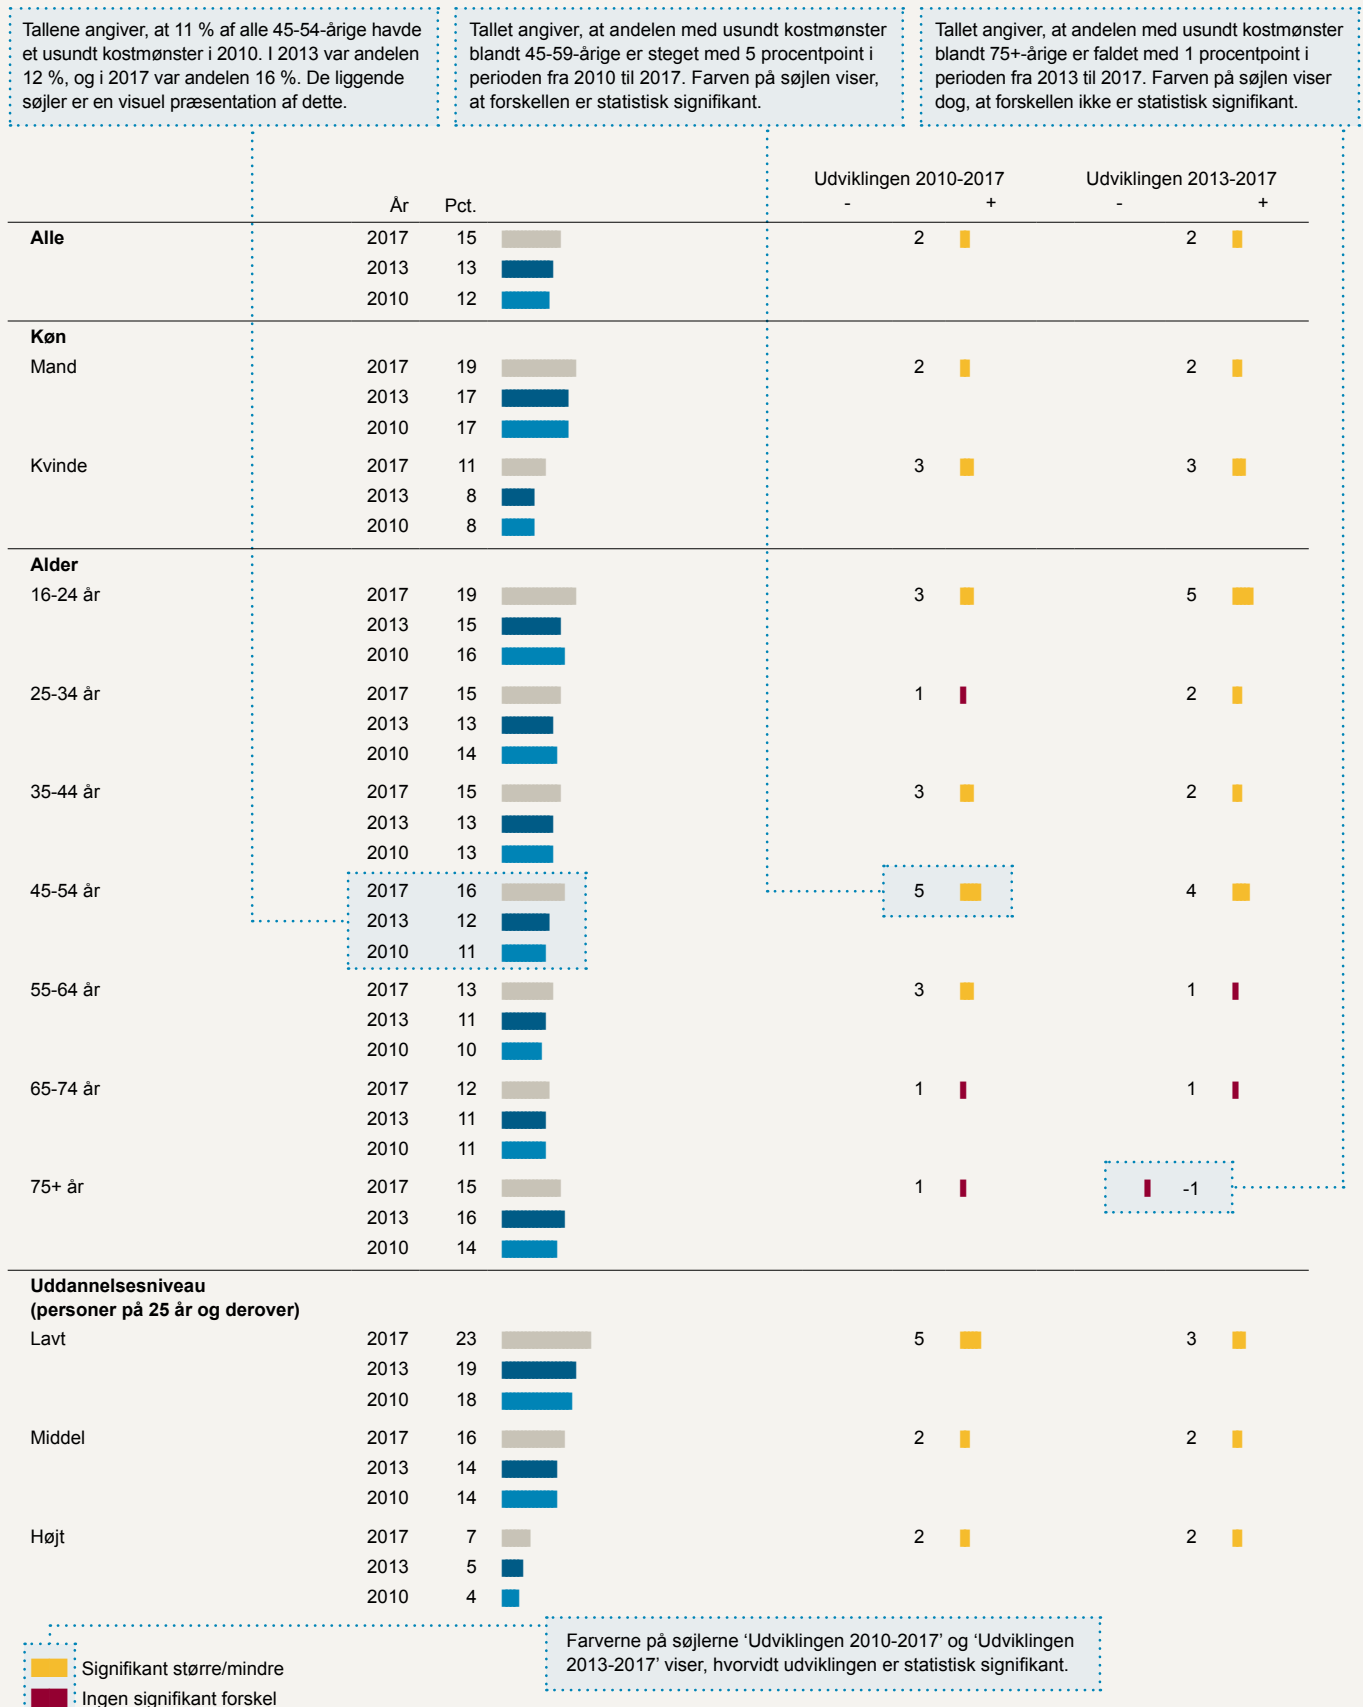 Tallene angiver, at 11 % af alle 45-54-årige havde
et usundt kostmønster i 2010. I 2013 var andelen
12 %, og i 2017 var andelen 16 %. De liggende
søjler er en visuel præsentation af dette.
Tallet angiver, at andelen med usundt kostmønster
blandt 45-59-årige er steget med 5 procentpoint i
perioden fra 2010 til 2017. Farven på søjlen viser,
at forskellen er statistisk signifikant.
Tallet angiver, at andelen med usundt kostmønster
blandt 75+-årige er faldet med 1 procentpoint i
perioden fra 2013 til 2017. Farven på søjlen viser
dog, at forskellen ikke er statistisk signifikant.
Udviklingen 2010-2017 Udviklingen 2013-2017
År Pct. - + - +
Alle 2017 15 2 2
2013 13
2010 12
Køn
Mand 2017 19 2 2
2013 17
2010 17
Kvinde 2017 11 3 3
2013 8
2010 8
Alder
16-24 år 2017 19 3 5
2013 15
2010 16
25-34 år 2017 15 1 2
2013 13
2010 14
35-44 år 2017 15 3 2
2013 13
2010 13
45-54 år 2017 16 5 4
2013 12
2010 11
55-64 år 2017 13 3 1
2013 11
2010 10
65-74 år 2017 12 1 1
2013 11
2010 11
75+ år 2017 15 1 -1
2013 16
2010 14
Uddannelsesniveau
(personer på 25 år og derover)
Lavt 2017 23 5 3
2013 19
2010 18
Middel 2017 16 2 2
2013 14
2010 14
Højt 2017 7 2 2
2013 5
2010 4
Farverne på søjlerne ‘Udviklingen 2010-2017’ og ‘Udviklingen
2013-2017’ viser, hvorvidt udviklingen er statistisk signifikant.
Signifikant større/mindre
Ingen signifikant forskel